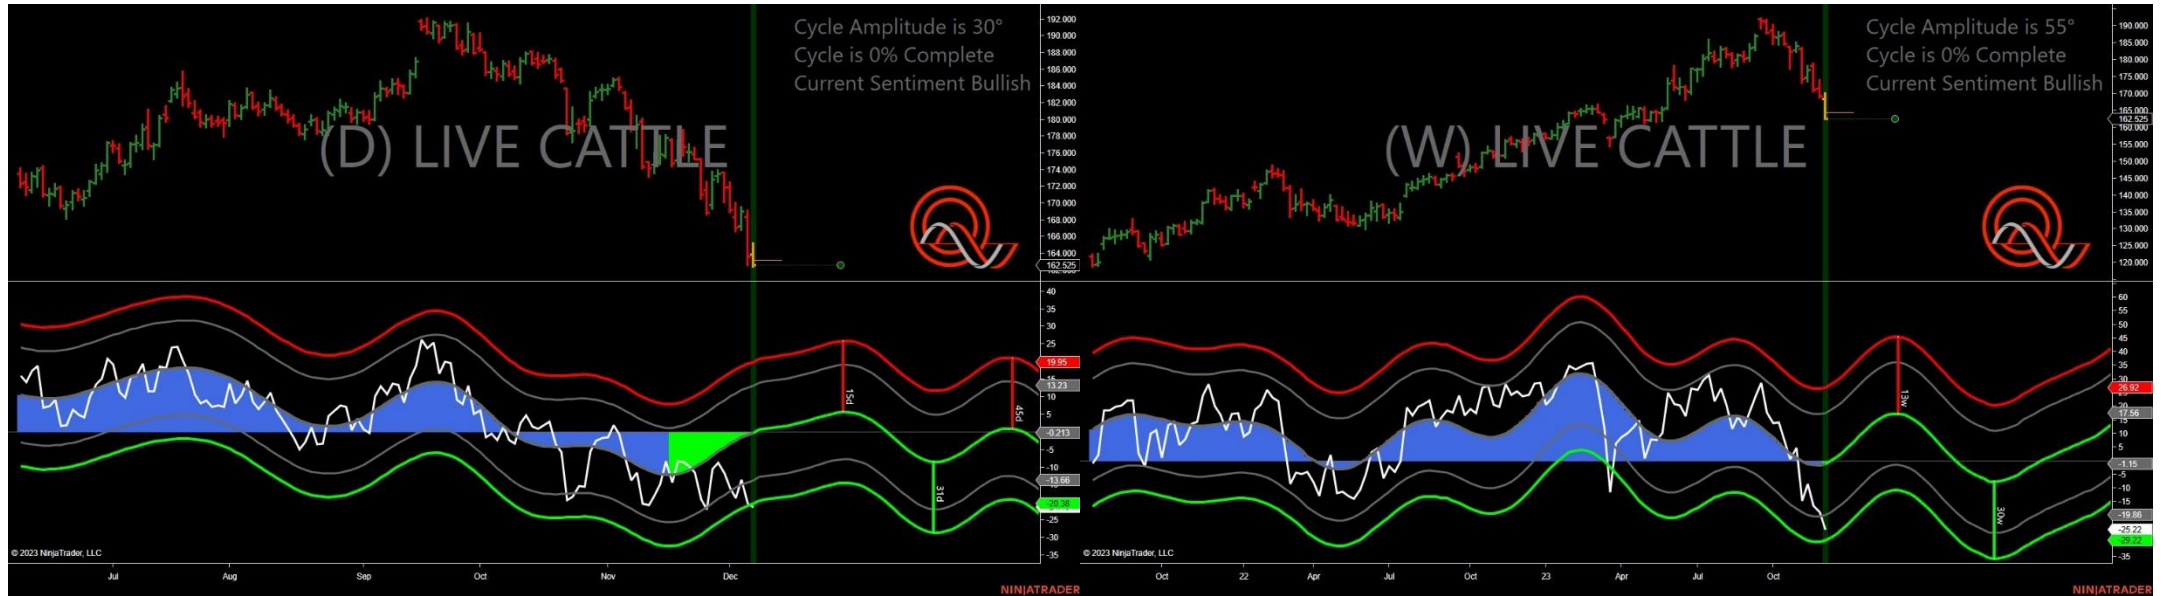 Cycle Amplitude is 30°
Cycle is 0% Complete
Current Sentiment Bullish
(D) LIVE CATTLE
192.000
190.000
188.000
186.000
184.000
182.000
180.000
178.000
176.000
174.000
172.000
170.000
168.000
166.000
164.000
162.525
40
35
30
25
19.95
15
13.23
10
5
-0.213
-5
-10
-13.66
-20.38
-25
-30
-35
15d
31d
45d
© 2023 NinjaTrader, LLC
Jul
Aug
Sep
Oct
Nov
Dec
NINJATRADER
Cycle Amplitude is 55°
Cycle is 0% Complete
Current Sentiment Bullish
(W) LIVE CATTLE
190.000
185.000
180.000
175.000
170.000
165.000
162.525
160.000
155.000
150.000
145.000
140.000
135.000
130.000
125.000
120.000
60
55
50
45
40
35
30
26.92
20
17.56
15
10
5
-1.15
-5
-10
-15
-19.86
-25.22
-29.22
-35
13w
30w
© 2023 NinjaTrader, LLC
Oct
22
Apr
Jul
Oct
23
Apr
Jul
Oct
NINJATRADER